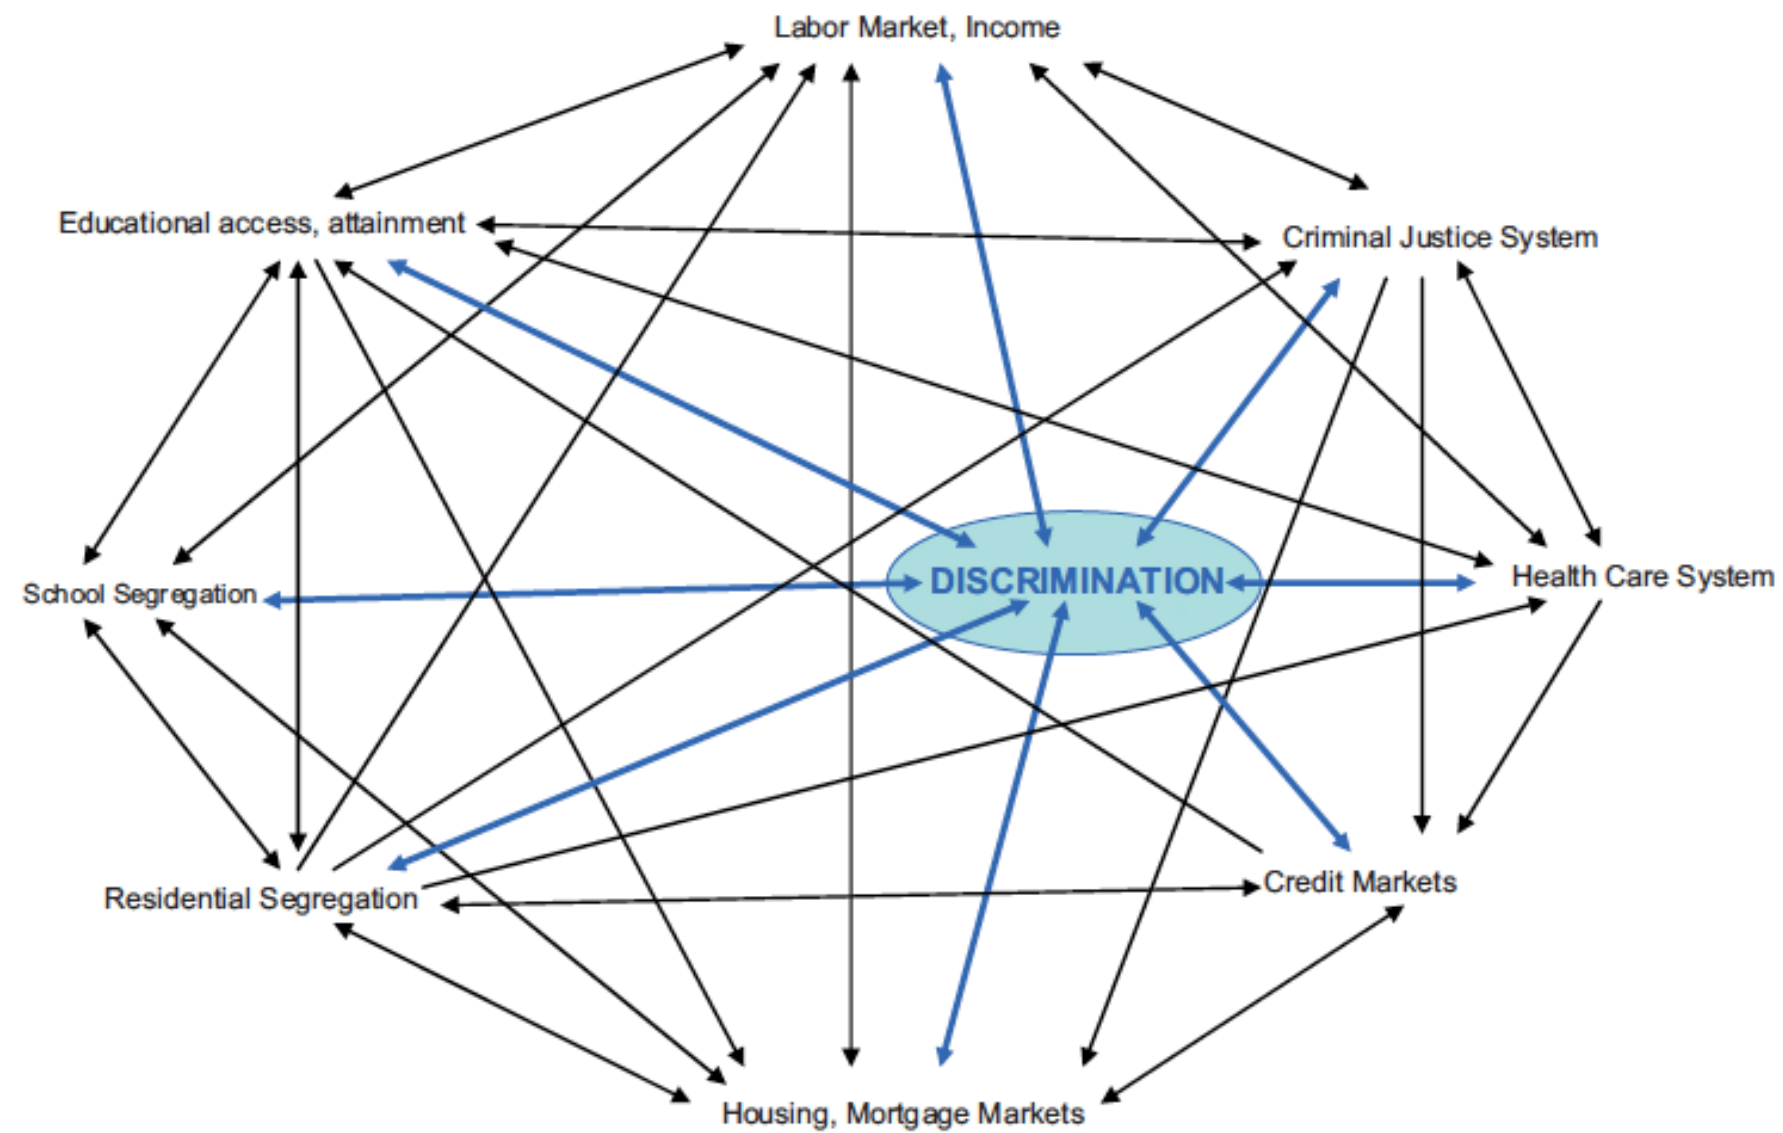 Labor Market, Income
Educational access, attainment
Criminal Justice System
School Segregation
DISCRIMINATION
Health Care System
Residential Segregation
Credit Markets
Housing, Mortgage Markets